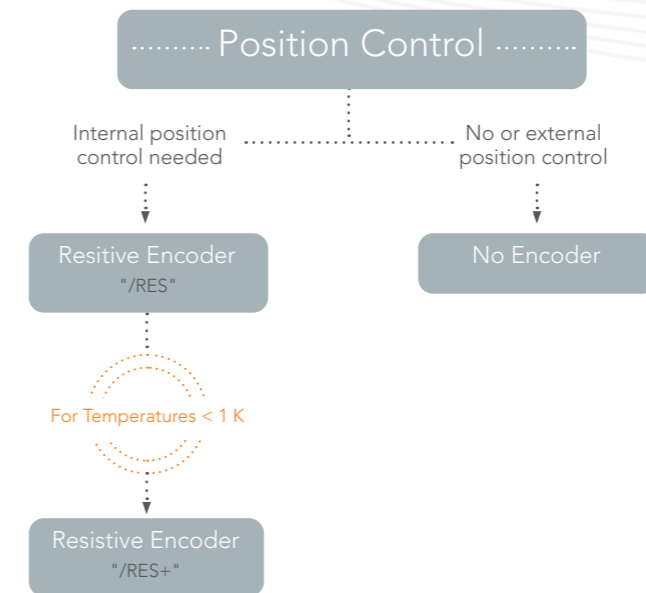 Position Control
Internal position
control needed
No or external
position control
Resitive Encoder
"/RES"
No Encoder
For Temperatures < 1 K
Resistive Encoder
"/RES+"